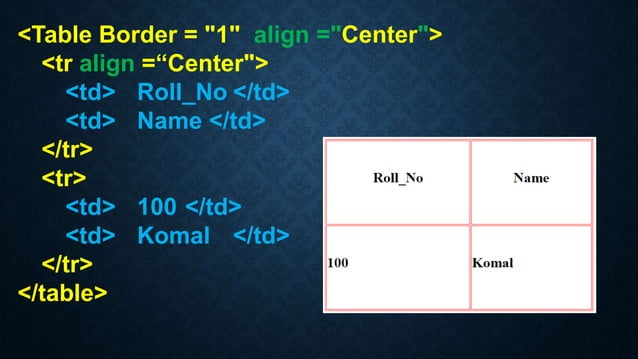 <Table Border = "1" align ="Center">
<tr align =“Center">
<td> Roll_No </td>
<td> Name </td>
</tr>
<tr>
<td> 100 </td>
<td> Komal </td>
</tr>
</table>
Roll_No Name
100 Komal